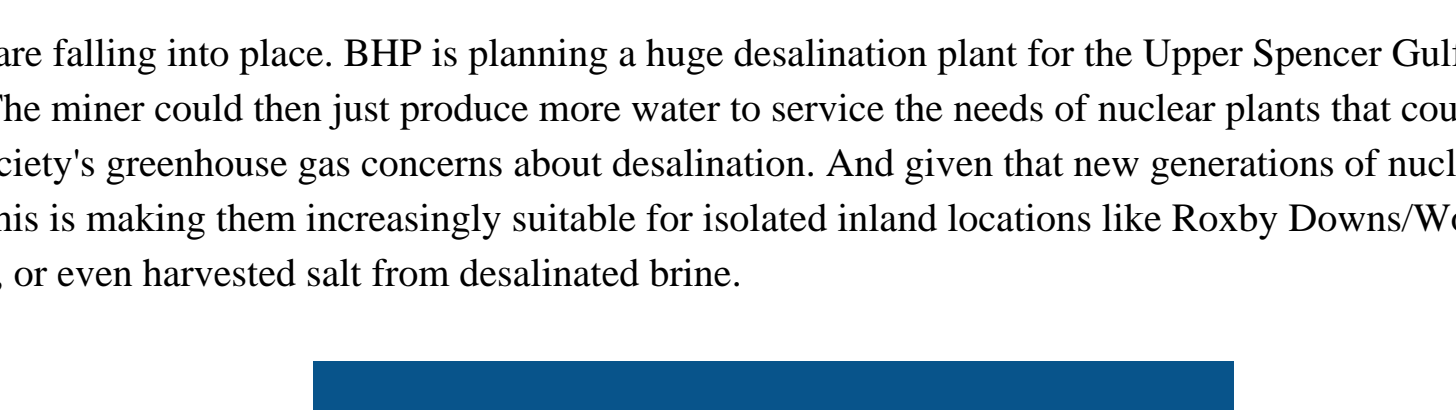 are falling into place. BHP is planning a huge desalination plant for the Upper Spencer Gulf
The miner could then just produce more water to service the needs of nuclear plants that cou
ciety's greenhouse gas concerns about desalination. And given that new generations of nucl
his is making them increasingly suitable for isolated inland locations like Roxby Downs/Wo
, or even harvested salt from desalinated brine.